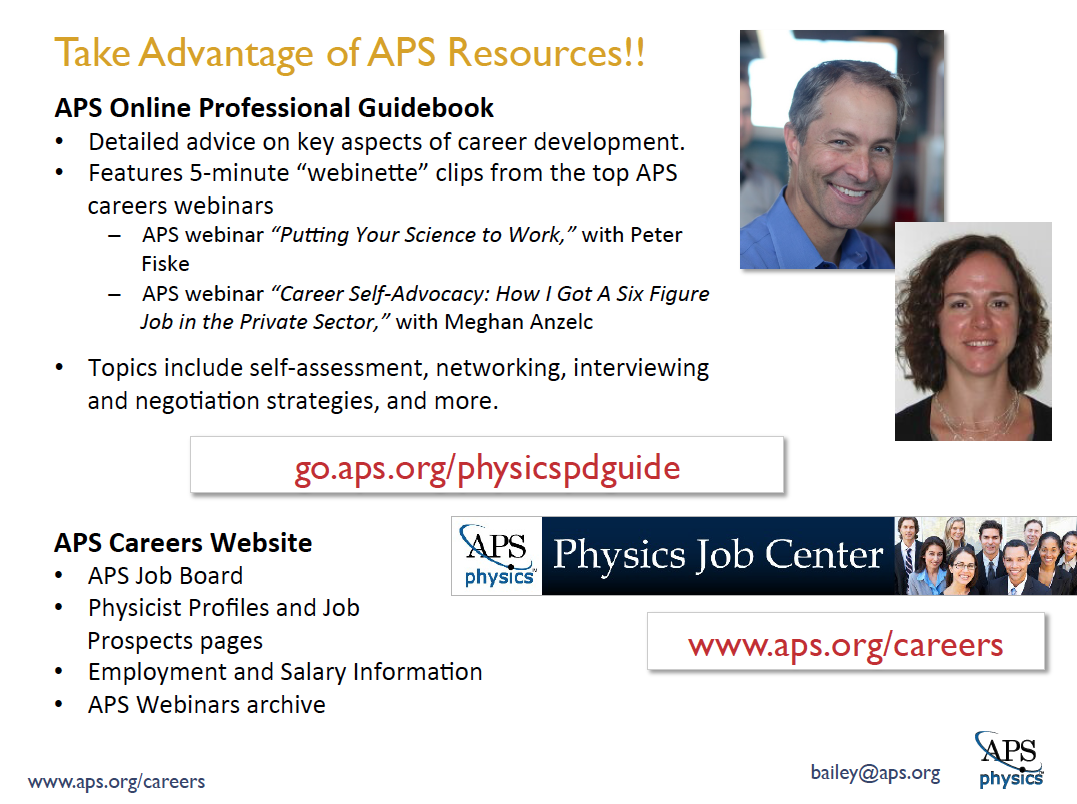 Take Advantage of APS Resources!!
APS Online Professional Guidebook
• Detailed advice on key aspects of career development.
• Features 5-minute “webinette” clips from the top APS
careers webinars
– APS webinar “Putting Your Science to Work,” with Peter
Fiske
– APS webinar “Career Self-Advocacy: How I Got A Six Figure
Job in the Private Sector,” with Meghan Anzelc
• Topics include self-assessment, networking, interviewing
and negotiation strategies, and more.
go.aps.org/physicspdguide
APS Careers Website
• APS Job Board
• Physicist Profiles and Job
Prospects pages
• Employment and Salary Information
• APS Webinars archive
APS
physics™
Physics Job Center
www.aps.org/careers
www.aps.org/careers
bailey@aps.org
APS
physics™